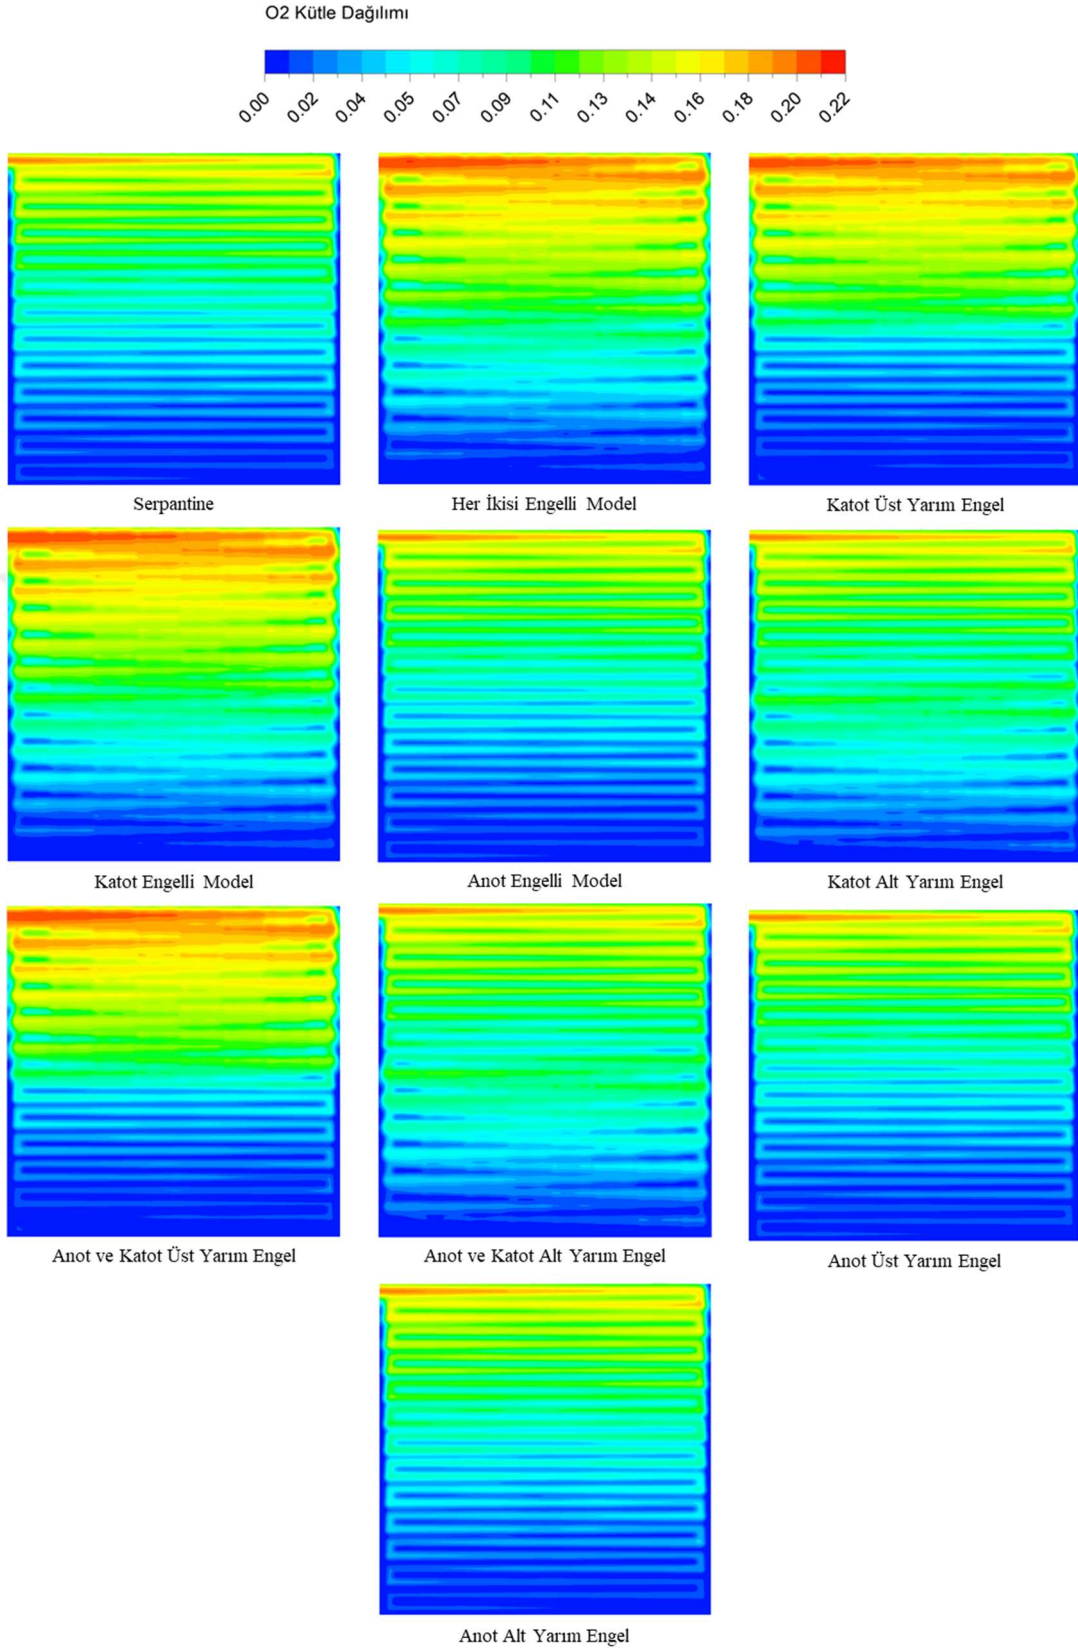 O2 Kütle Dağılımı
0.00 0.02 0.04 0.05 0.07 0.09 0.11 0.13 0.14 0.16 0.18 0.20 0.22
Serpantine
Her İkisi Engelli Model
Katot Üst Yarım Engel
Katot Engelli Model
Anot Engelli Model
Katot Alt Yarım Engel
Anot ve Katot Üst Yarım Engel
Anot ve Katot Alt Yarım Engel
Anot Üst Yarım Engel
Anot Alt Yarım Engel